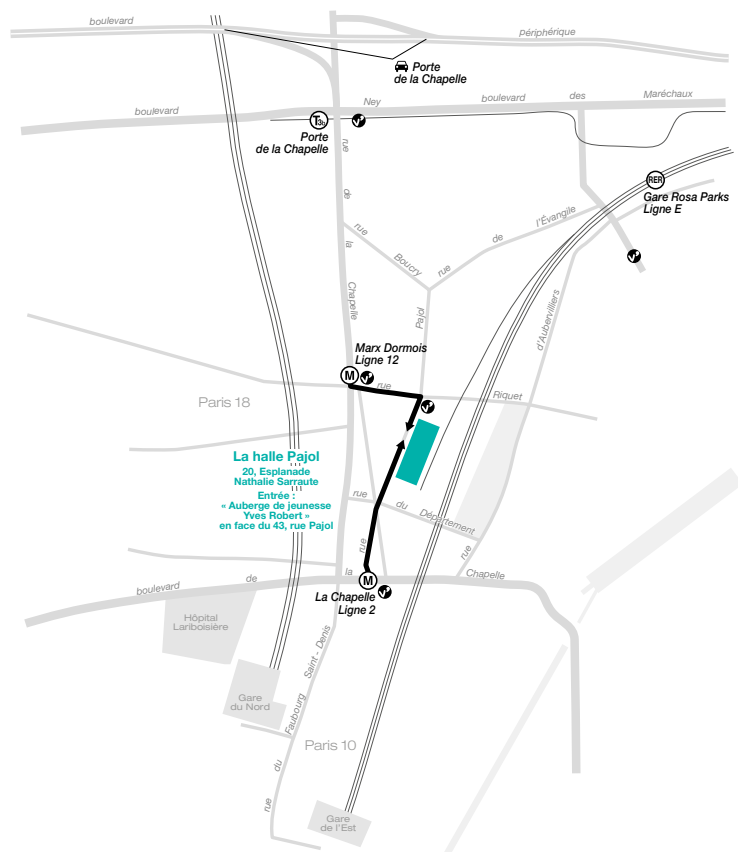 boulevard
périphérique
Porte
de la Chapelle
boulevard
Ney
boulevard
des
Maréchaux
T3b
Porte
de la Chapelle
rue
de
la
Chapelle
RER
Gare Rosa Parks
Ligne E
rue
Boucry
rue
de
l'Évangile
Pajol
d'Aubervilliers
Marx Dormois
Ligne 12
M
rue
Riquet
Paris 18
La halle Pajol
20, Esplanade
Nathalie Sarraute
Entrée :
« Auberge de jeunesse
Yves Robert »
en face du 43, rue Pajol
rue
du
Département
rue
rue
boulevard
de
la
Chapelle
M
La Chapelle
Ligne 2
Hôpital
Lariboisière
Gare
du Nord
rue
du
Faubourg
Saint - Denis
Paris 10
Gare
de l'Est